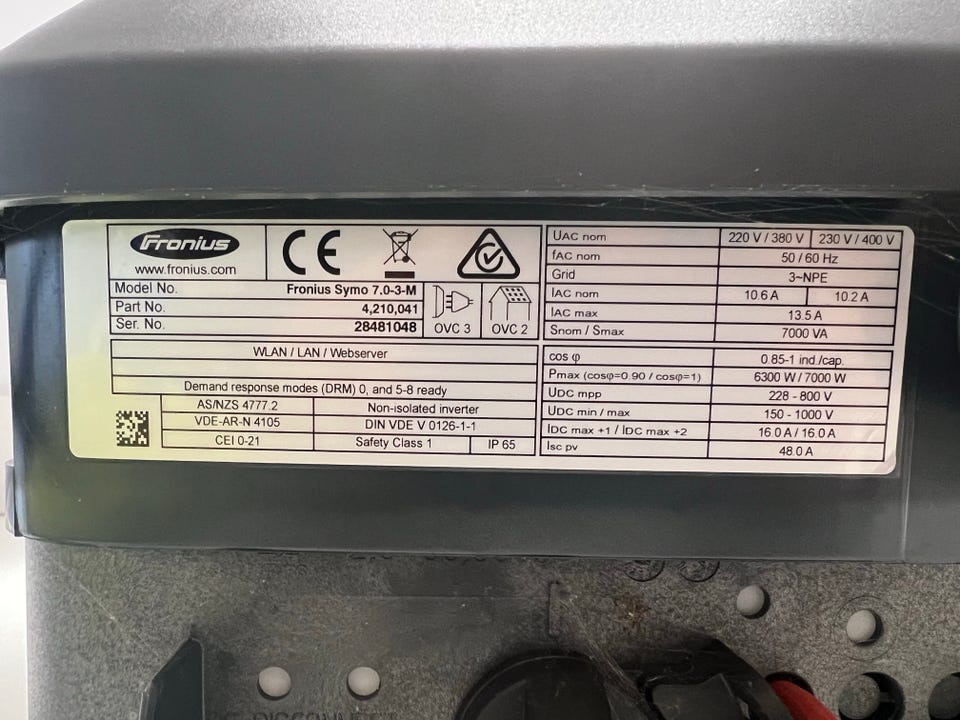 Fronius
www.fronius.com
CE
Model No. Fronius Symo 7.0-3-M
Part No. 4,210,041
Ser. No. 28481048
OVC 3 OVC 2
WLAN / LAN / Webserver
Demand response modes (DRM) 0, and 5-8 ready
AS/NZS 4777.2 Non-isolated inverter
VDE-AR-N 4105 DIN VDE V 0126-1-1
CEI 0-21 Safety Class 1 IP 65
UAC nom 220 V / 380 V 230 V / 400 V
fAC nom 50 / 60 Hz
Grid 3~NPE
IAC nom 10.6 A 10.2 A
IAC max 13.5 A
Snom / Smax 7000 VA
cos φ 0.85-1 ind./cap.
Pmax (cosφ=0.90 / cosφ=1) 6300 W / 7000 W
UDC mpp 228 - 800 V
UDC min / max 150 - 1000 V
IDC max +1 / IDC max +2 16.0 A / 16.0 A
Isc pv 48.0 A